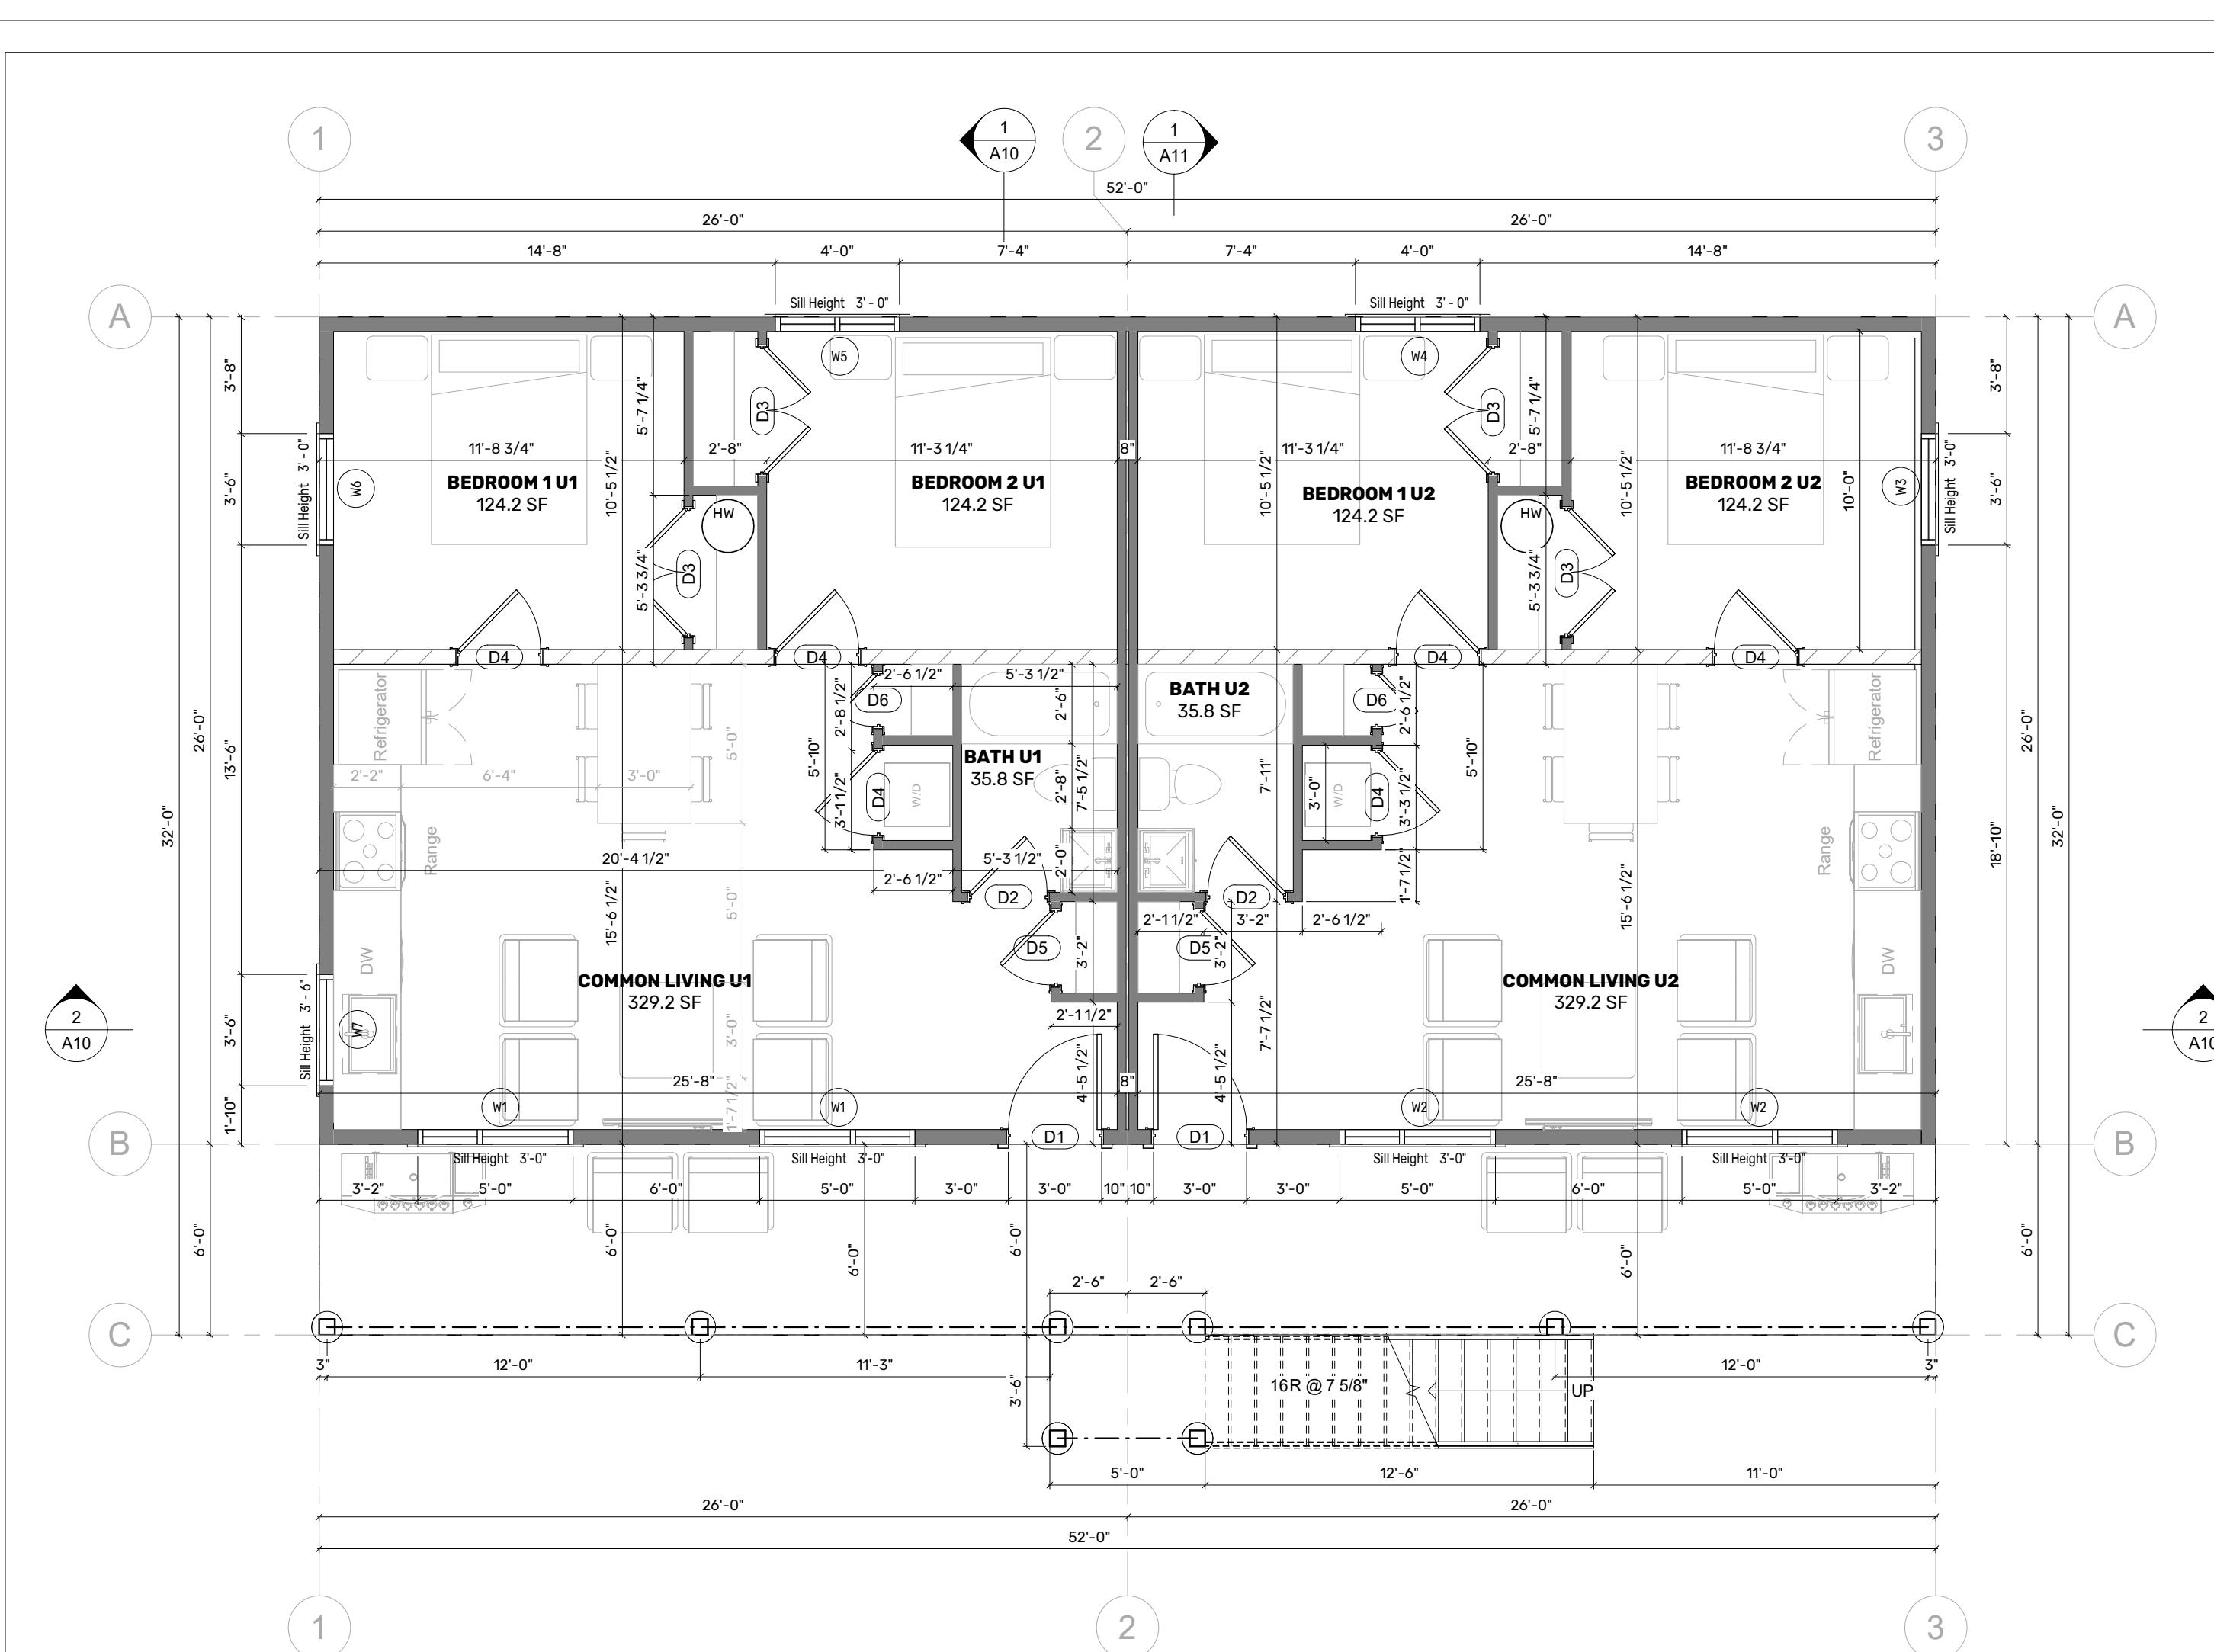 1
1
A10
2
1
A11
3
52'-0"
26'-0"
26'-0"
14'-8"
4'-0"
7'-4"
7'-4"
4'-0"
14'-8"
Sill Height 3' - 0"
Sill Height 3' - 0"
A
A
3'-8"
3'-8"
W5
W4
D3
D3
5'-7 1/4"
5'-7 1/4"
11'-8 3/4"
2'-8"
11'-3 1/4"
8"
11'-3 1/4"
2'-8"
11'-8 3/4"
10'-5 1/2"
10'-5 1/2"
10'-5 1/2"
10'-0"
BEDROOM 1 U1
124.2 SF
BEDROOM 2 U1
124.2 SF
BEDROOM 1 U2
124.2 SF
BEDROOM 2 U2
124.2 SF
3'-6"
Sill Height 3' - 0"
W6
W3
Sill Height 3'-0"
3'-6"
HW
HW
5'-3 3/4"
D3
5'-3 3/4"
D3
D4
D4
D4
D4
26'-0"
32'-0"
13'-6"
26'-0"
32'-0"
18'-10"
Refrigerator
Refrigerator
2'-6 1/2"
5'-3 1/2"
D6
D6
2'-8 1/2"
2'-6"
2'-6 1/2"
BATH U2
35.8 SF
BATH U1
35.8 SF
5'-0"
5'-10"
5'-10"
2'-2"
6'-4"
3'-0"
3'-1 1/2"
D4
W/D
2'-8"
7'-5 1/2"
7'-11"
3'-0"
W/D
D4
3'-3 1/2"
Range
Range
20'-4 1/2"
5'-3 1/2"
2'-0"
2'-6 1/2"
1'-7 1/2"
D2
D2
15'-6 1/2"
5'-0"
15'-6 1/2"
2'-1 1/2"
3'-2"
2'-6 1/2"
DW
DW
D5
D5
3'-2"
3'-2"
COMMON LIVING U1
329.2 SF
COMMON LIVING U2
329.2 SF
2
A10
2
A10
3'-6"
Sill Height 3' - 6"
W7
3'-0"
2'-1 1/2"
7'-7 1/2"
4'-5 1/2"
4'-5 1/2"
25'-8"
8"
25'-8"
1'-10"
1'-7 1/2"
W1
W1
W2
W2
B
D1
D1
B
Sill Height 3'-0"
Sill Height 3'-0"
Sill Height 3'-0"
Sill Height 3'-0"
3'-2"
5'-0"
6'-0"
5'-0"
3'-0"
3'-0"
10"
10"
3'-0"
3'-0"
5'-0"
6'-0"
5'-0"
3'-2"
6'-0"
6'-0"
6'-0"
6'-0"
6'-0"
6'-0"
2'-6"
2'-6"
C
C
3"
12'-0"
11'-3"
3'-6"
16R @ 7 5/8"
UP
12'-0"
3"
5'-0"
12'-6"
11'-0"
26'-0"
26'-0"
52'-0"
1
2
3